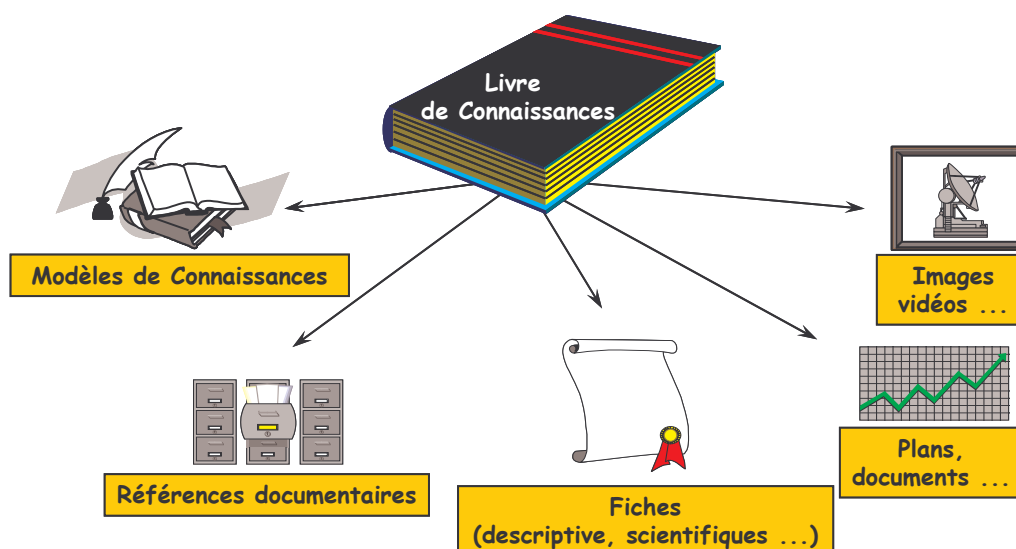 Livre
de Connaissances
Modèles de Connaissances
Images
vidéos ...
Références documentaires
Fiches
(descriptive, scientifiques ...)
Plans,
documents ...